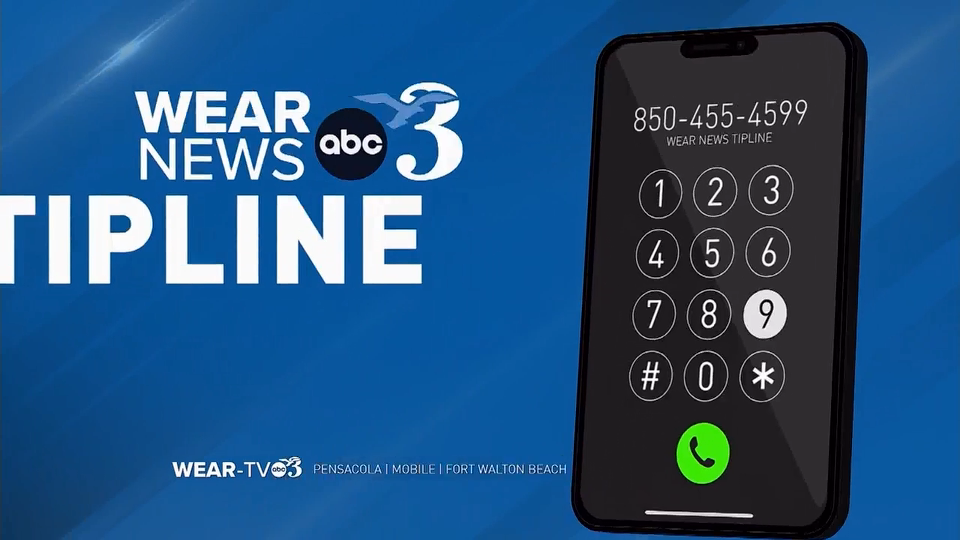 WEAR
NEWS
abc
3
TIPLINE
850-455-4599
WEAR NEWS TIPLINE
1 2 3
4 5 6
7 8 9
# 0 *
WEAR-TV abc 3 PENSACOLA | MOBILE | FORT WALTON BEACH